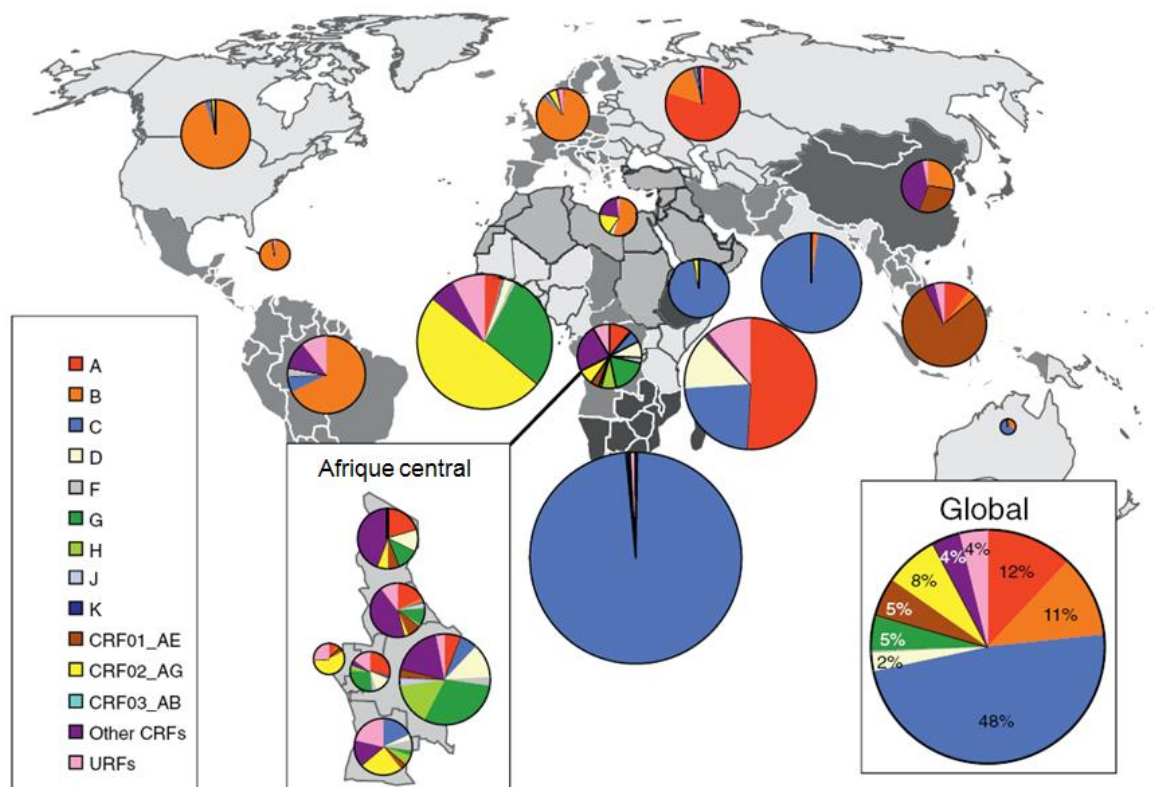 A
B
C
D
F
G
H
J
K
CRF01_AE
CRF02_AG
CRF03_AB
Other CRFs
URFs
Afrique central
Global
4%
4%
12%
8%
11%
5%
5%
2%
48%